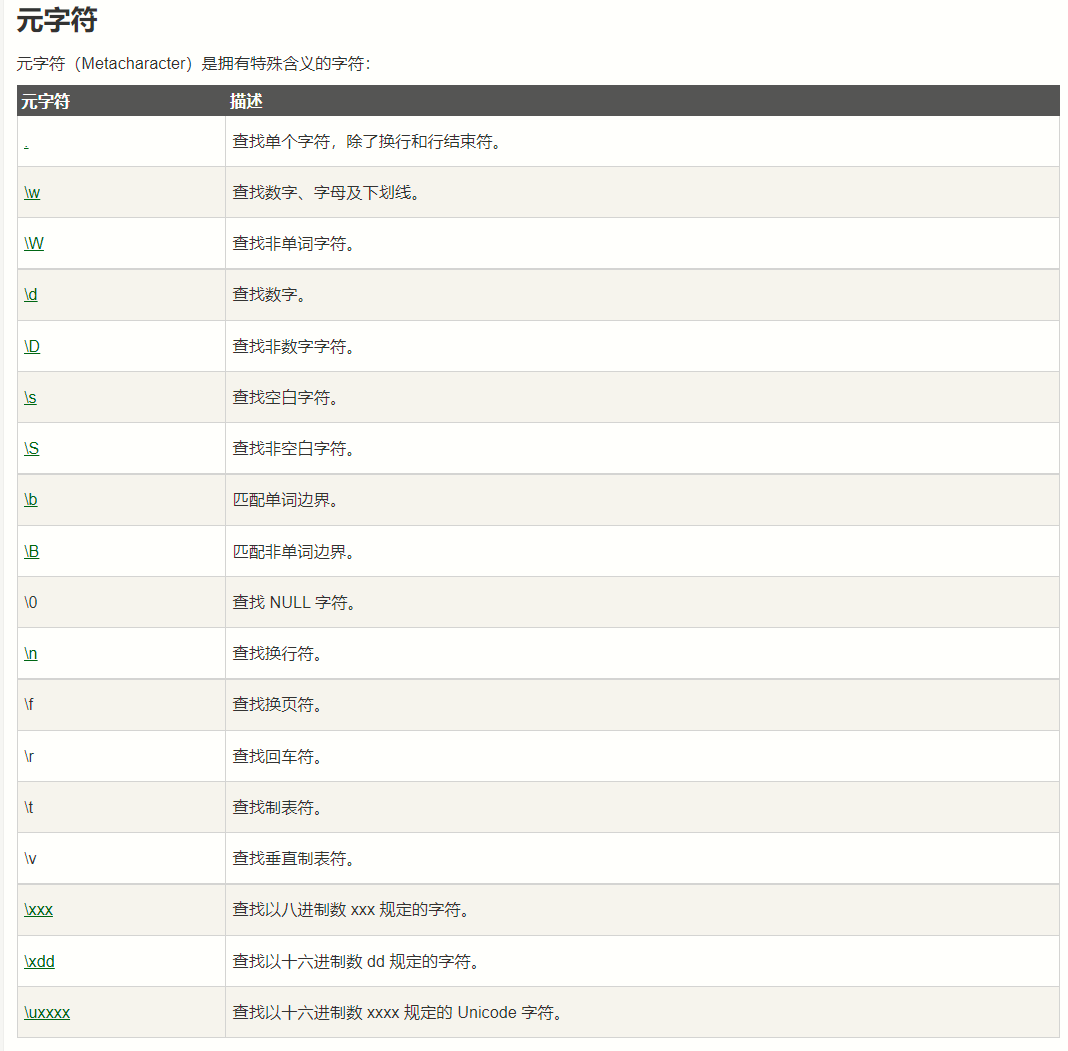 元字符
元字符（Metacharacter）是拥有特殊含义的字符：
元字符 描述
. 查找单个字符，除了换行和行结束符。
\w 查找数字、字母及下划线。
\W 查找非单词字符。
\d 查找数字。
\D 查找非数字字符。
\s 查找空白字符。
\S 查找非空白字符。
\b 匹配单词边界。
\B 匹配非单词边界。
\0 查找 NULL 字符。
\n 查找换行符。
\f 查找换页符。
\r 查找回车符。
\t 查找制表符。
\v 查找垂直制表符。
\xxx 查找以八进制数 xxx 规定的字符。
\xdd 查找以十六进制数 dd 规定的字符。
\uxxxx 查找以十六进制数 xxxx 规定的 Unicode 字符。